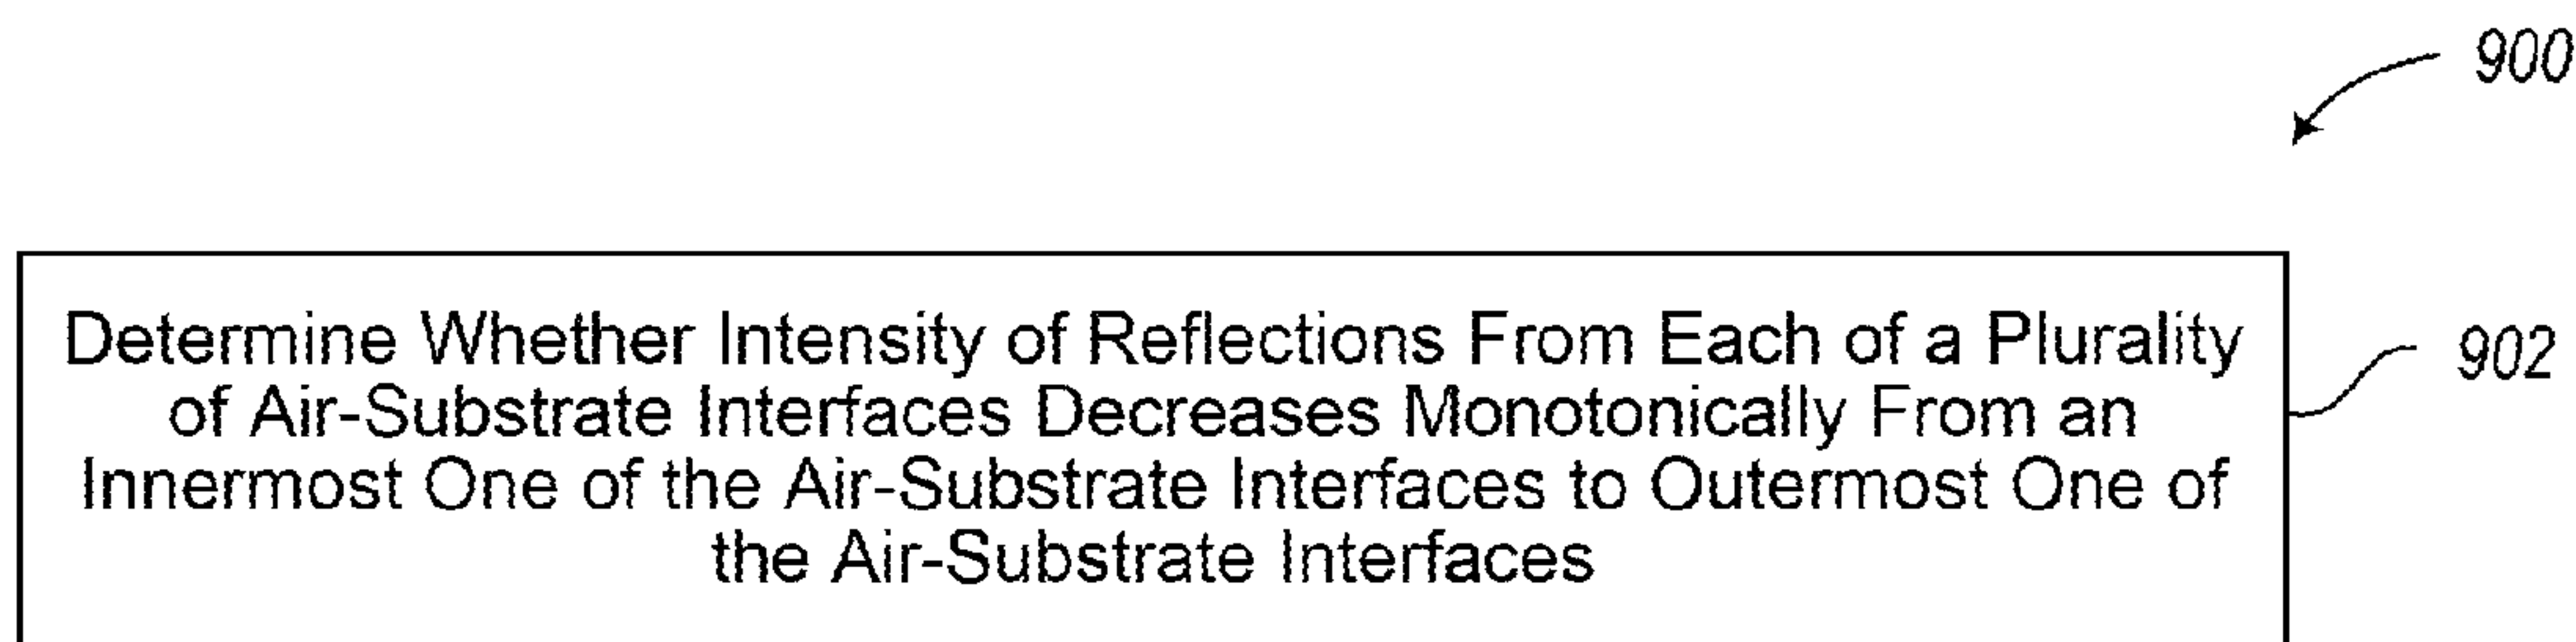 900
Determine Whether Intensity of Reflections From Each of a Plurality
of Air-Substrate Interfaces Decreases Monotonically From an
Innermost One of the Air-Substrate Interfaces to Outermost One of
the Air-Substrate Interfaces
902